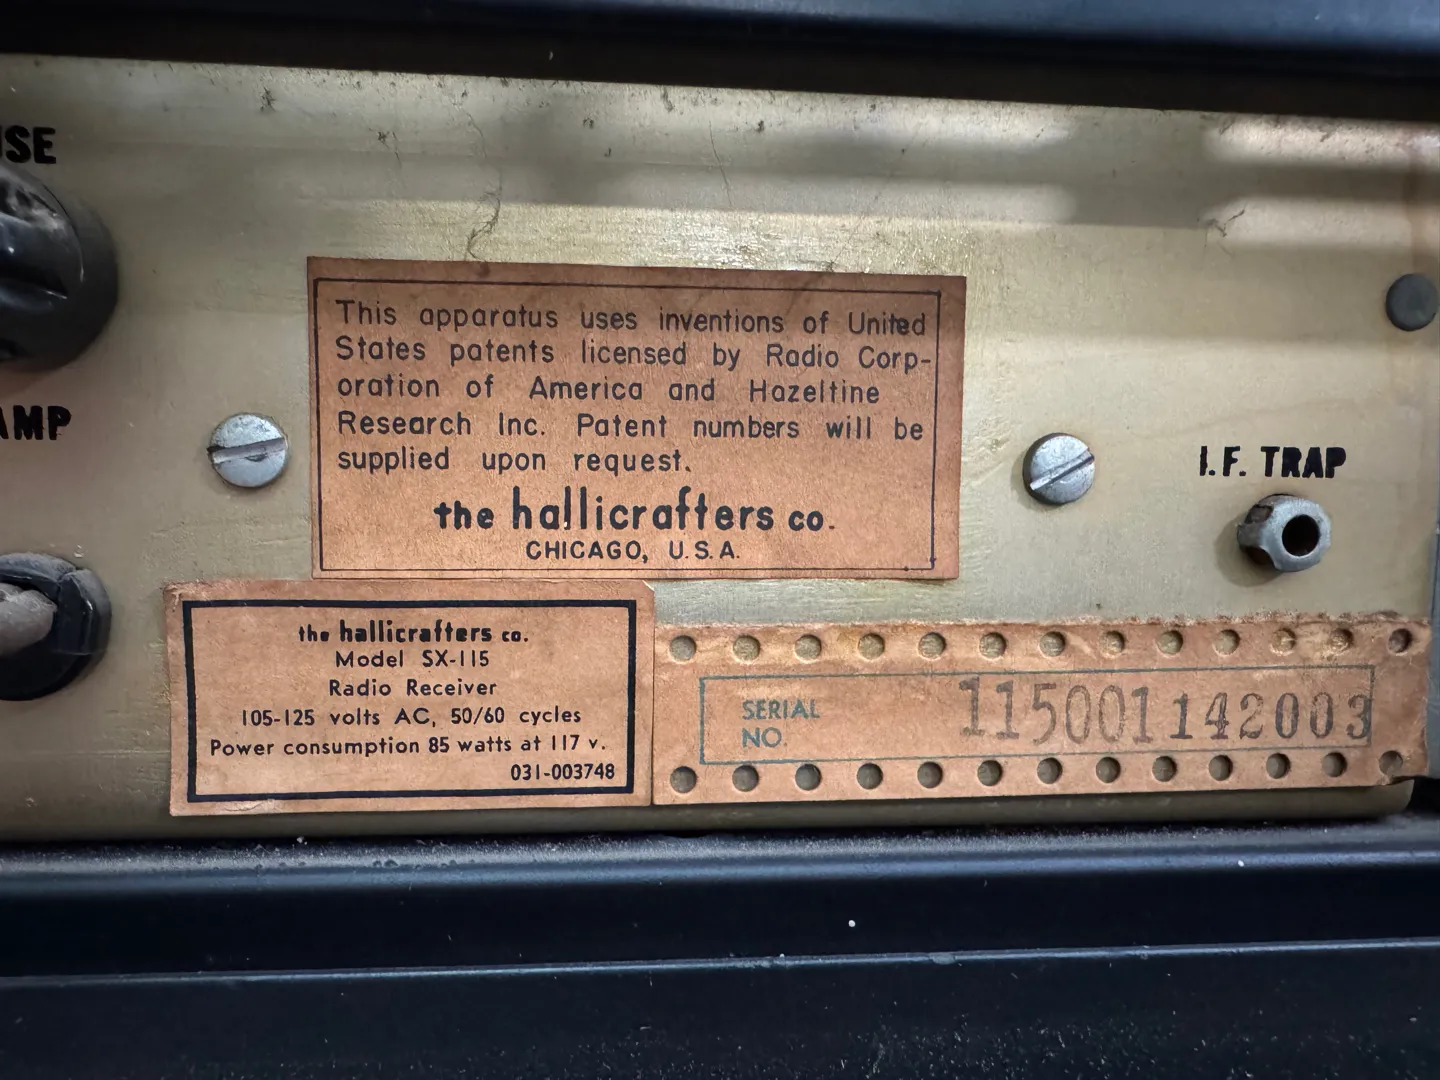 USE
AMP
This apparatus uses inventions of United
States patents licensed by Radio Corp-
oration of America and Hazeltine
Research Inc. Patent numbers will be
supplied upon request.
the hallicrafters co.
CHICAGO, U.S.A.
I.F. TRAP
the hallicrafters co.
Model SX-115
Radio Receiver
105-125 volts AC, 50/60 cycles
Power consumption 85 watts at 117 v.
031-003748
SERIAL
NO.
115001142003